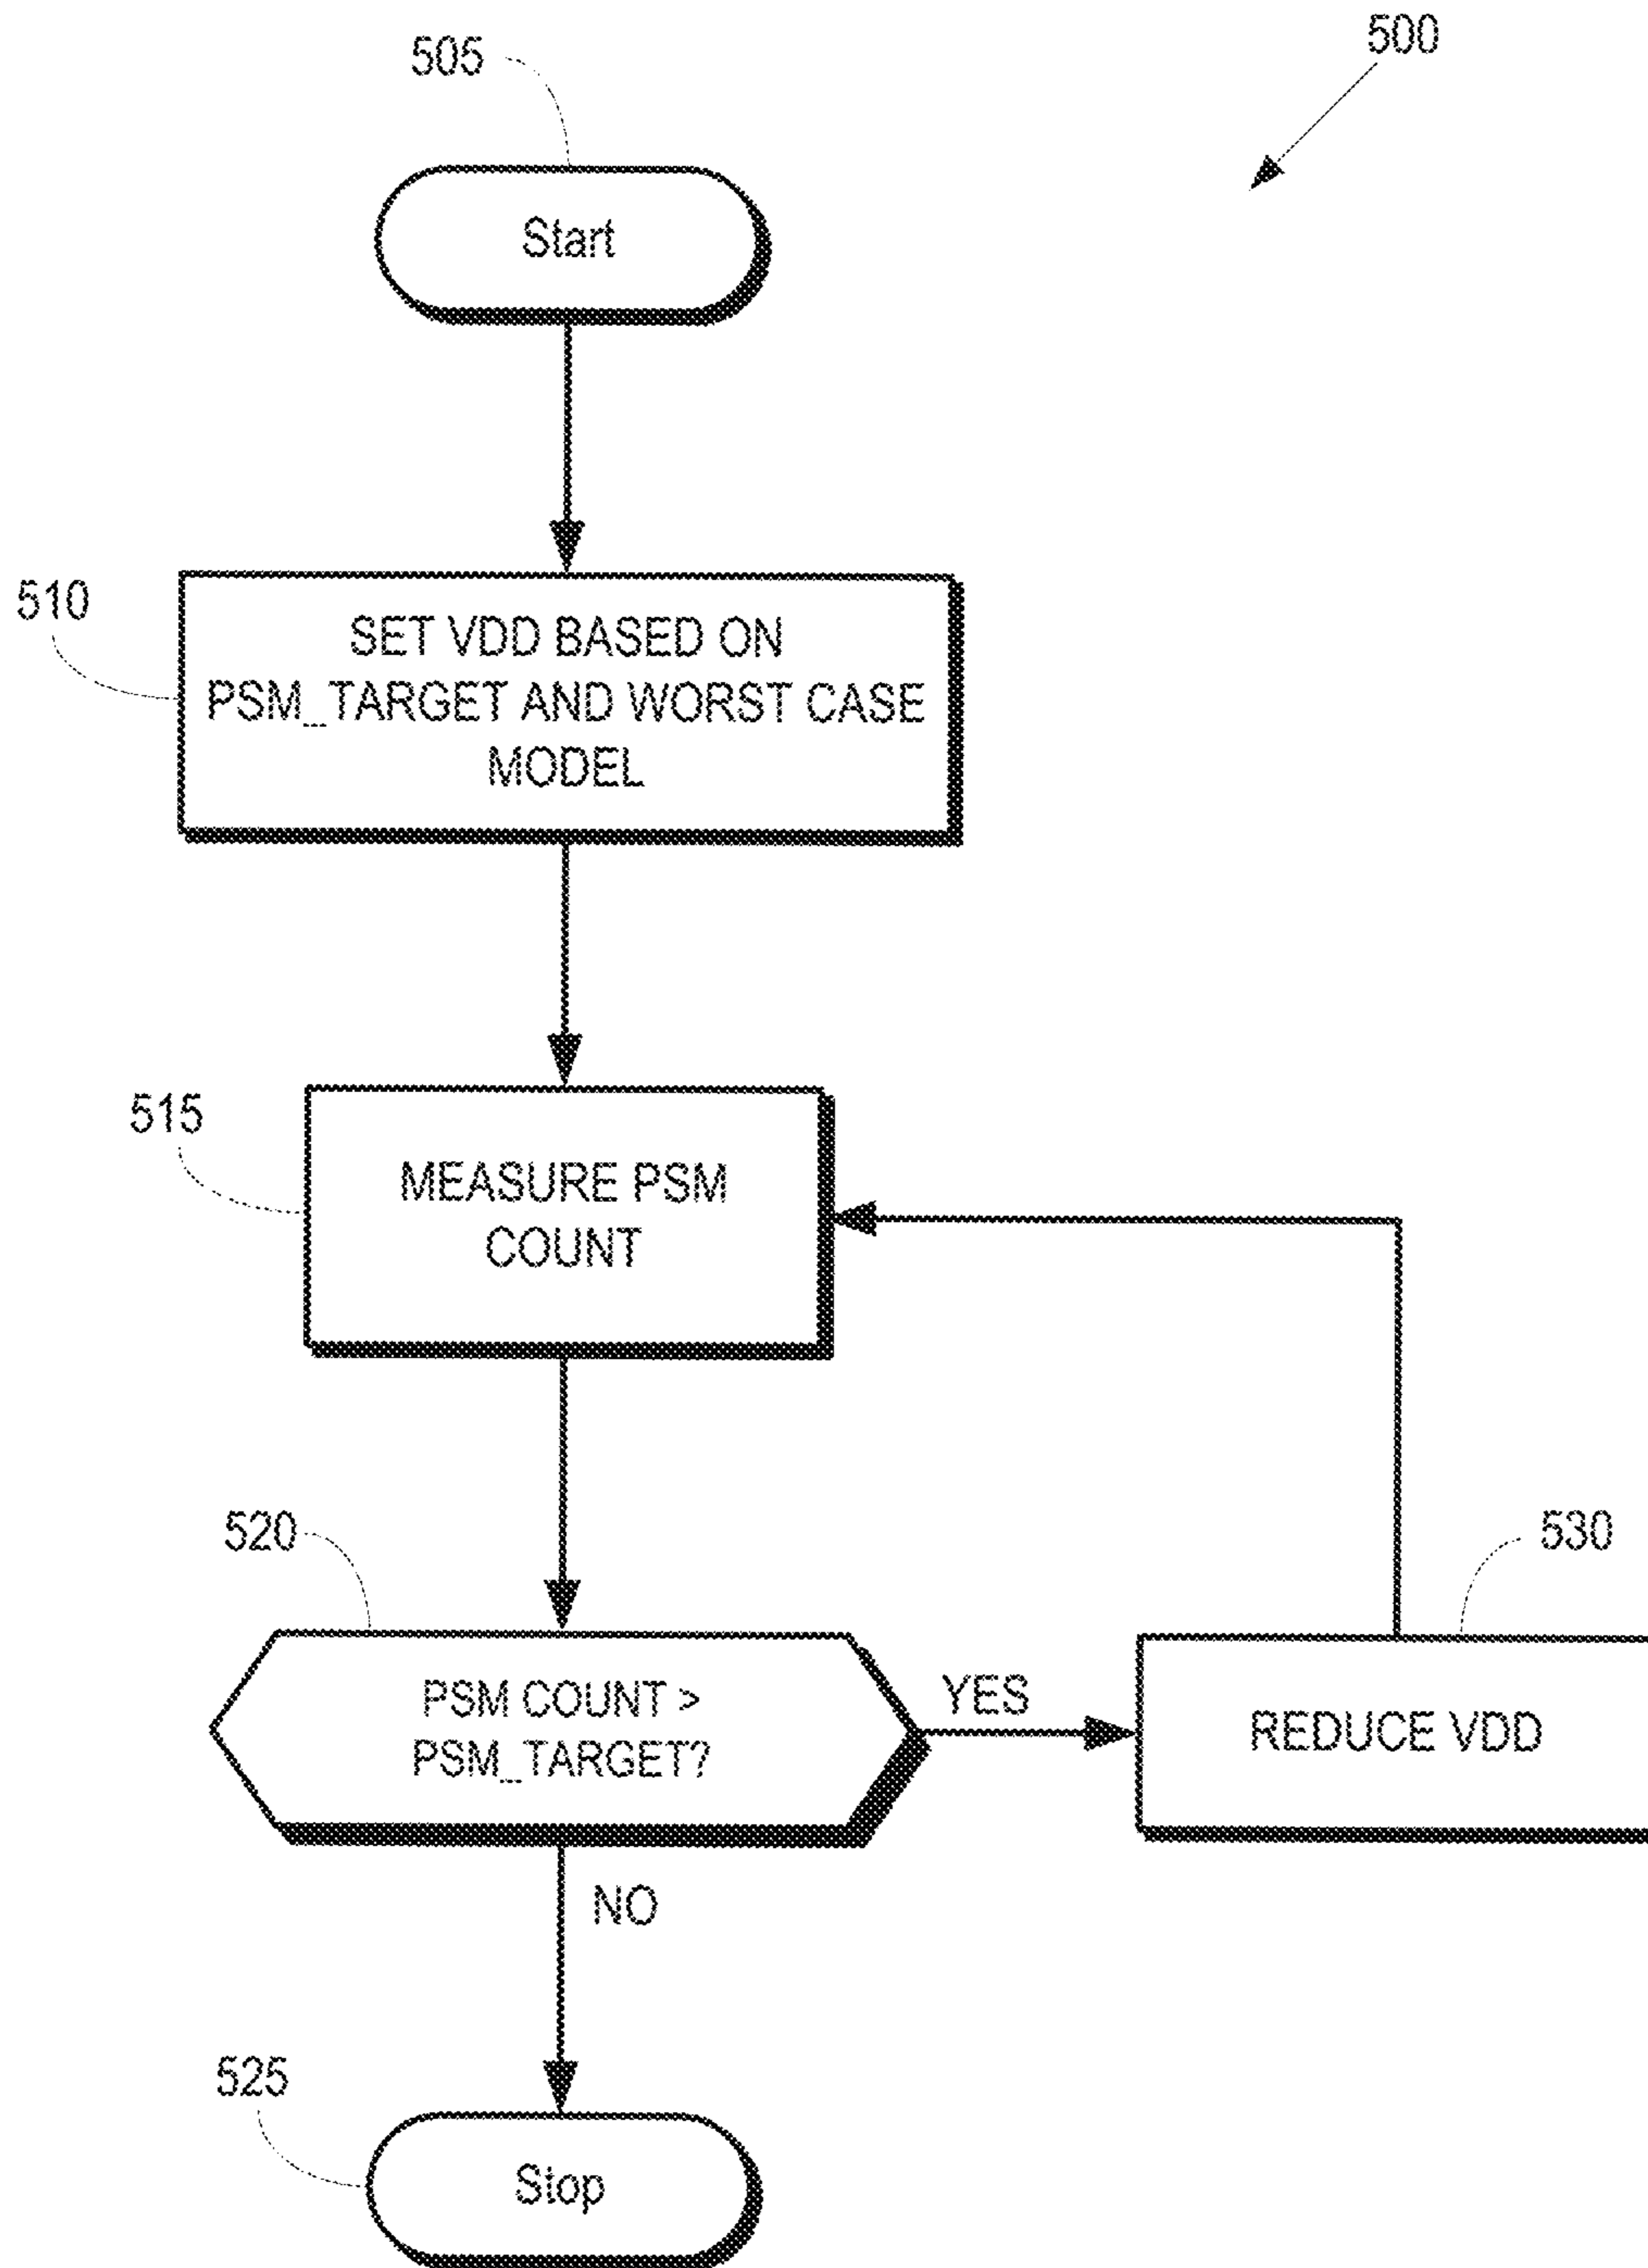 500
505
Start
510
SET VDD BASED ON
PSM_TARGET AND WORST CASE
MODEL
515
MEASURE PSM
COUNT
520
PSM COUNT >
PSM_TARGET?
YES
530
REDUCE VDD
NO
525
Stop